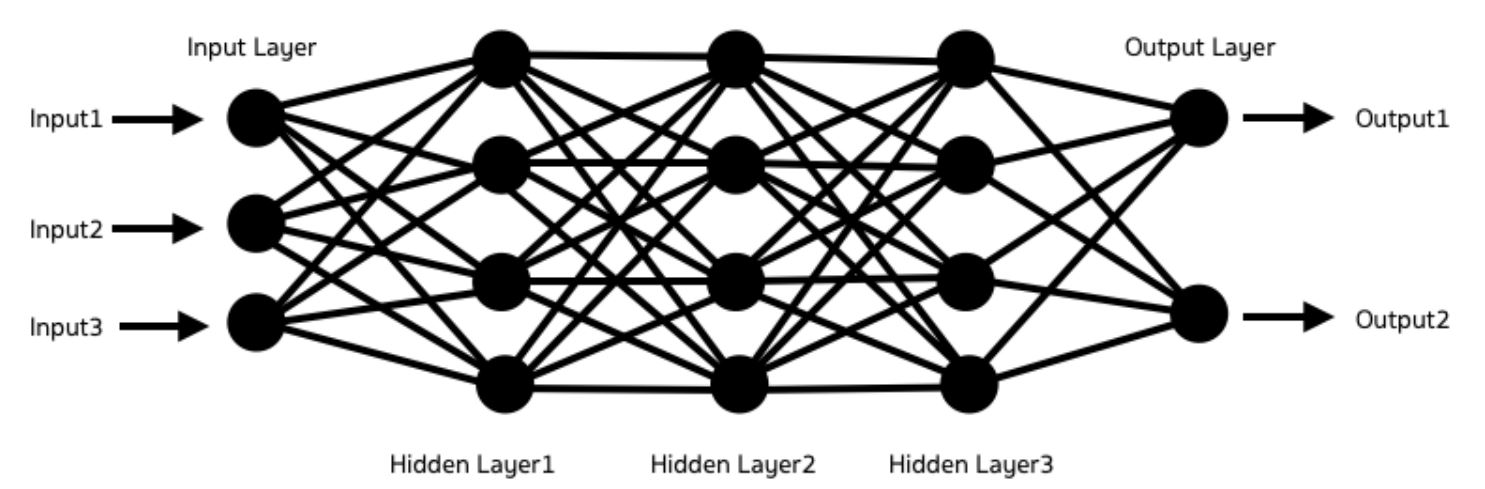 Input Layer
Output Layer
Input1
Output1
Input2
Input3
Output2
Hidden Layer1
Hidden Layer2
Hidden Layer3